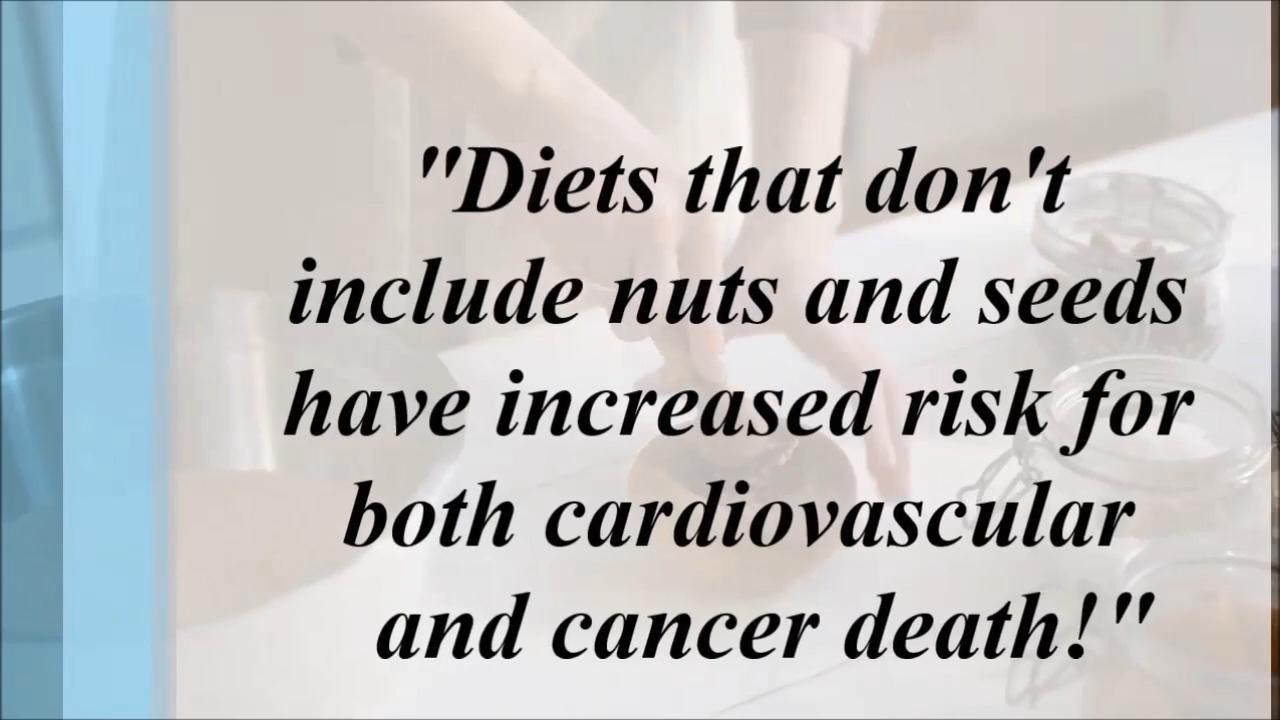 "Diets that don't
include nuts and seeds
have increased risk for
both cardiovascular
and cancer death!"